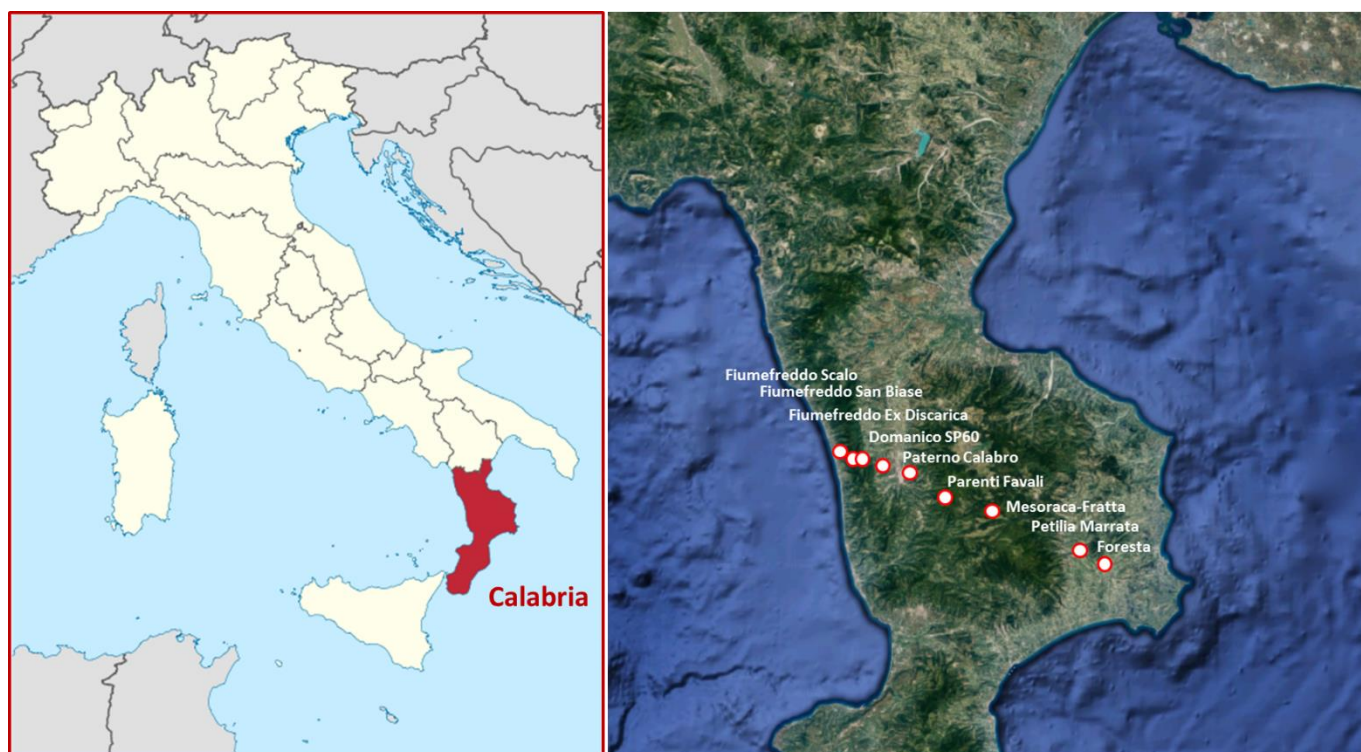 Calabria
Fiumefreddo Scalo
Fiumefreddo San Biase
Fiumefreddo Ex Discarica
Domanico SP60
Paterno Calabro
Parenti Favali
Mesoraca-Fratta
Petilia Marrata
Foresta